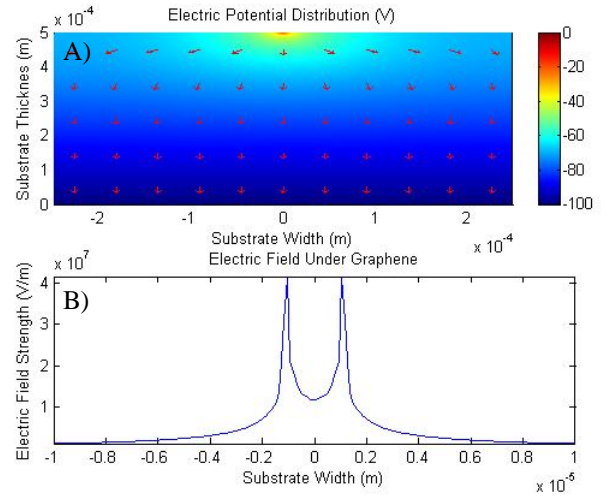 Electric Potential Distribution (V)
x 10^-4
A)
Substrate Thicknes (m)
5
4
3
2
1
0
-2
-1
0
1
2
x 10^-4
Substrate Width (m)
0
-20
-40
-60
-80
-100
Electric Field Under Graphene
x 10^7
B)
Electric Field Strength (V/m)
4
3
2
1
-1
-0.8
-0.6
-0.4
-0.2
0
0.2
0.4
0.6
0.8
1
Substrate Width (m)
x 10^-5